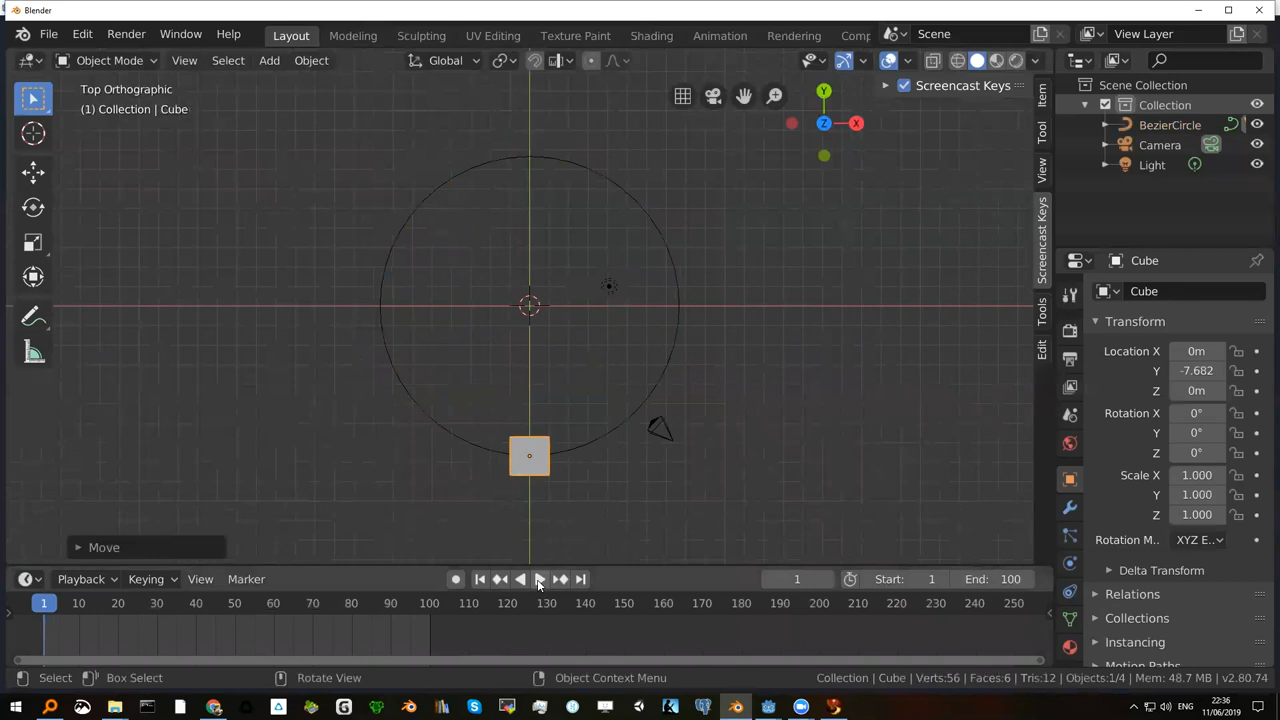 Blender
File Edit Render Window Help Layout Modeling Sculpting UV Editing Texture Paint Shading Animation Rendering Comp Scene View Layer
Object Mode View Select Add Object Global
Top Orthographic
(1) Collection | Cube
Screencast Keys
Y
Z
X
Item
Tool
View
Screencast Keys
Tools
Edit
Scene Collection
Collection
BezierCircle
Camera
Light
Cube
Cube
Transform
Location X 0m
Y -7.682
Z 0m
Rotation X 0°
Y 0°
Z 0°
Scale X 1.000
Y 1.000
Z 1.000
Rotation M.. XYZ E..
Delta Transform
Relations
Collections
Instancing
Motion Paths
Move
Playback Keying View Marker 1 Start: 1 End: 100
1 10 20 30 40 50 60 70 80 90 100 110 120 130 140 150 160 170 180 190 200 210 220 230 240 250
Select Box Select Rotate View Object Context Menu Collection | Cube | Verts:56 | Faces:6 | Tris:12 | Objects:1/4 | Mem: 48.7 MB | v2.80.74
ENG
22:36
11/06/2019